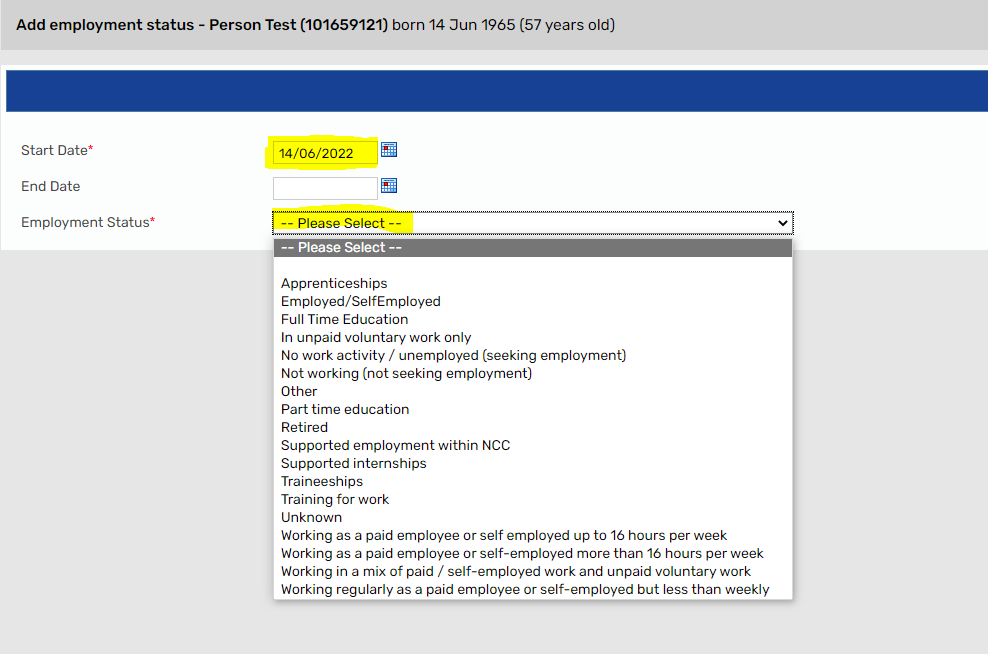 Add employment status - Person Test (101659121) born 14 Jun 1965 (57 years old)
Start Date* 14/06/2022
End Date
Employment Status* -- Please Select --
-- Please Select --
Apprenticeships
Employed/SelfEmployed
Full Time Education
In unpaid voluntary work only
No work activity / unemployed (seeking employment)
Not working (not seeking employment)
Other
Part time education
Retired
Supported employment within NCC
Supported internships
Traineeships
Training for work
Unknown
Working as a paid employee or self employed up to 16 hours per week
Working as a paid employee or self-employed more than 16 hours per week
Working in a mix of paid / self-employed work and unpaid voluntary work
Working regularly as a paid employee or self-employed but less than weekly